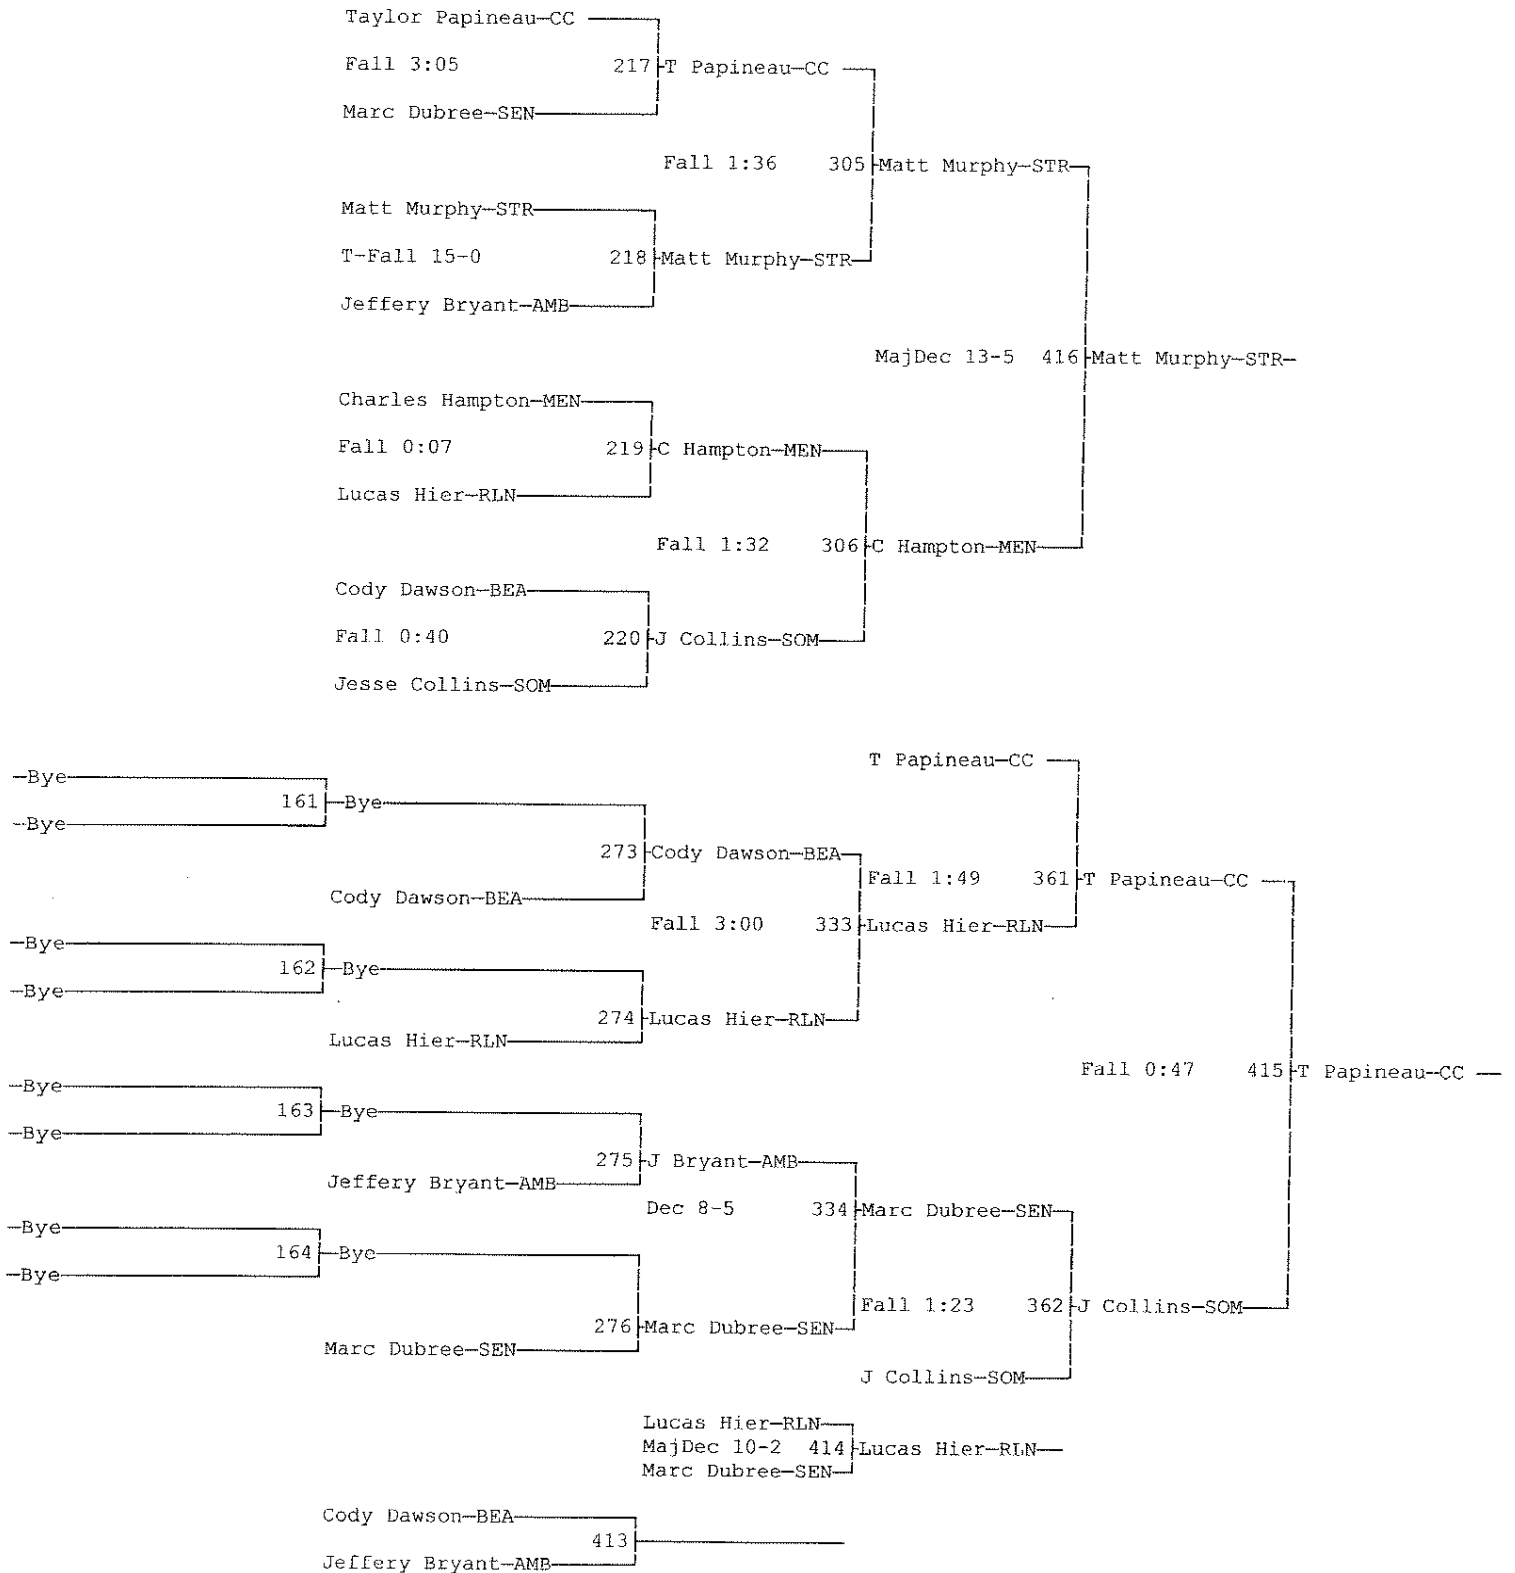 Taylor Papineau-CC
Fall 3:05 217 T Papineau-CC
Marc Dubree-SEN
Fall 1:36 305 Matt Murphy-STR
Matt Murphy-STR
T-Fall 15-0 218 Matt Murphy-STR
Jeffery Bryant-AMB
MajDec 13-5 416 Matt Murphy-STR-
Charles Hampton-MEN
Fall 0:07 219 C Hampton-MEN
Lucas Hier-RLN
Fall 1:32 306 C Hampton-MEN
Cody Dawson-BEA
Fall 0:40 220 J Collins-SOM
Jesse Collins-SOM
T Papineau-CC
-Bye
161 -Bye
-Bye
273 Cody Dawson-BEA
Fall 1:49 361 T Papineau-CC
Cody Dawson-BEA
Fall 3:00 333 Lucas Hier-RLN
-Bye
162 -Bye
-Bye
274 Lucas Hier-RLN
Lucas Hier-RLN
Fall 0:47 415 T Papineau-CC
-Bye
163 -Bye
-Bye
275 J Bryant-AMB
Jeffery Bryant-AMB
Dec 8-5 334 Marc Dubree-SEN
-Bye
164 -Bye
-Bye
Fall 1:23 362 J Collins-SOM
276 Marc Dubree-SEN
Marc Dubree-SEN
J Collins-SOM
Lucas Hier-RLN
MajDec 10-2 414 Lucas Hier-RLN
Marc Dubree-SEN
Cody Dawson-BEA
413
Jeffery Bryant-AMB